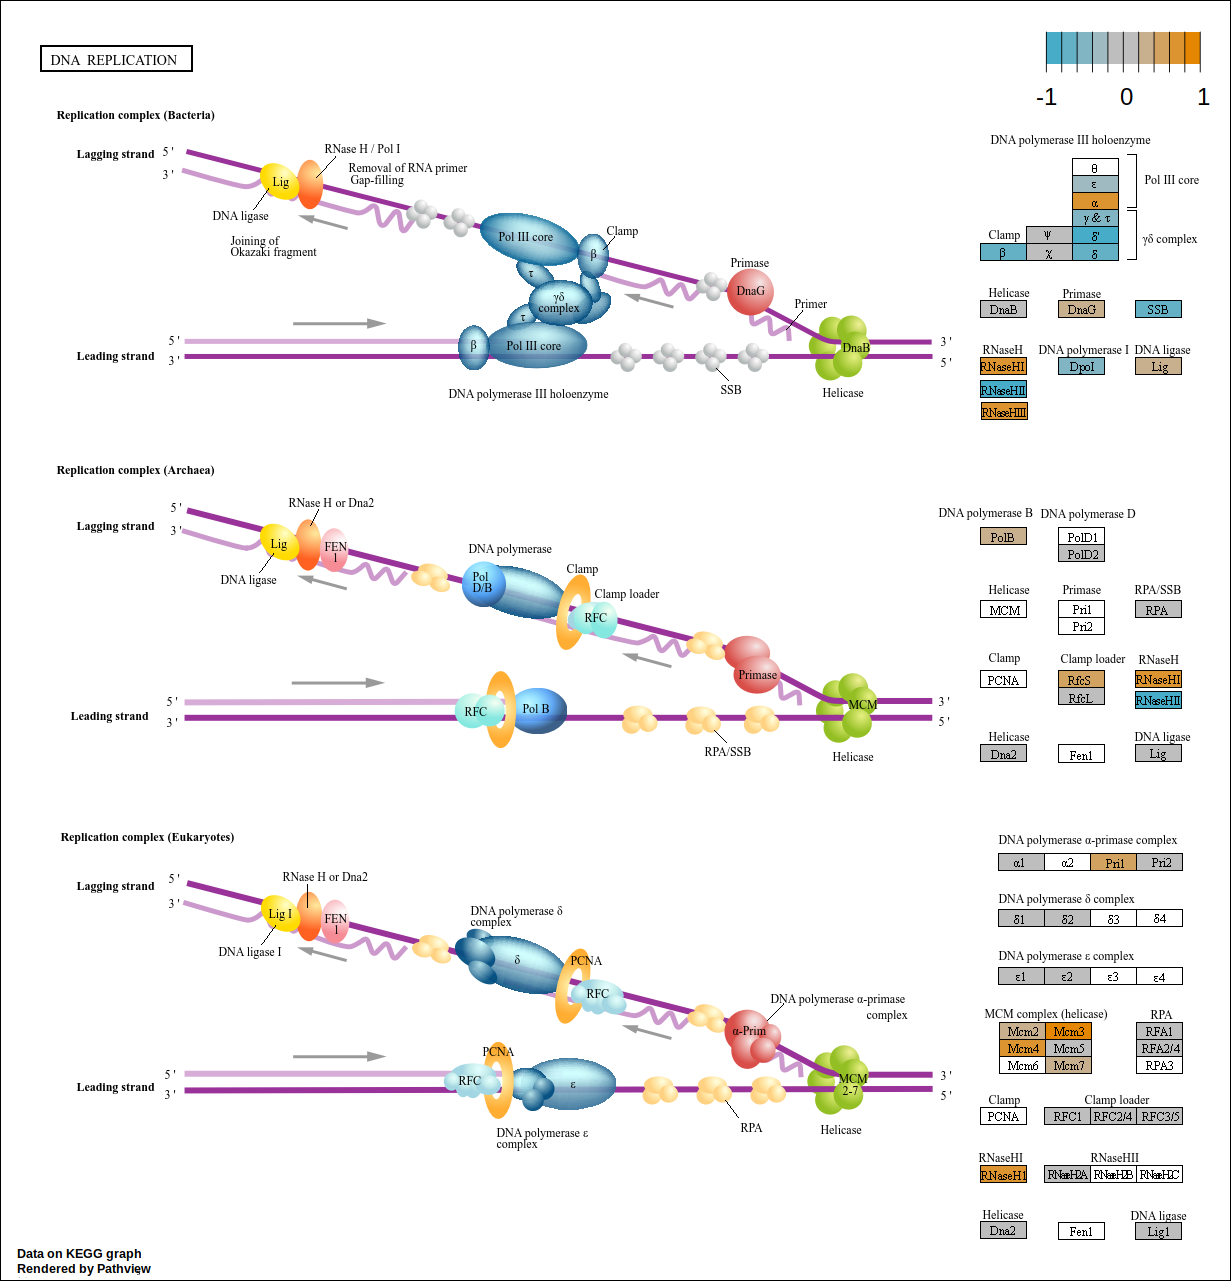 DNA REPLICATION
-1 0 1
Replication complex (Bacteria)
Lagging strand 5 '
3 '
RNase H / Pol I
Removal of RNA primer
Gap-filling
Lig
DNA ligase
Joining of
Okazaki fragment
Pol III core
Clamp
β
τ
γδ
complex
τ
Primase
DnaG
Primer
5 '
Leading strand 3 '
β
Pol III core
DnaB
3 '
5 '
SSB
Helicase
DNA polymerase III holoenzyme
DNA polymerase III holoenzyme
θ
ε
α
Pol III core
γ & τ
Clamp ψ δ'
β χ δ
γδ complex
Helicase Primase
DnaB DnaG SSB
RNaseH DNA polymerase I DNA ligase
RNaseHI DpoI Lig
RNaseHII
RNaseHIII
Replication complex (Archaea)
Lagging strand 5 '
3 '
RNase H or Dna2
Lig
FEN
1
DNA ligase
DNA polymerase
Pol
D/B
Clamp
Clamp loader
RFC
Primase
5 '
Leading strand 3 '
RFC
Pol B
MCM
3 '
5 '
RPA/SSB
Helicase
DNA polymerase B DNA polymerase D
PolB PolD1
PolD2
Helicase Primase RPA/SSB
MCM Pri1 RPA
Pri2
Clamp Clamp loader RNaseH
PCNA RfcS RNaseHI
RfcL RNaseHII
Helicase DNA ligase
Dna2 Fen1 Lig
Replication complex (Eukaryotes)
Lagging strand 5 '
3 '
RNase H or Dna2
Lig I
FEN
1
DNA ligase I
DNA polymerase δ
complex
δ
PCNA
RFC
DNA polymerase α-primase
complex
α-Prim
PCNA
5 '
Leading strand 3 '
RFC
ε
MCM
2-7
3 '
5 '
RPA
Helicase
DNA polymerase ε
complex
DNA polymerase α-primase complex
α1 α2 Pri1 Pri2
DNA polymerase δ complex
δ1 δ2 δ3 δ4
DNA polymerase ε complex
ε1 ε2 ε3 ε4
MCM complex (helicase) RPA
Mcm2 Mcm3 RFA1
Mcm4 Mcm5 RFA2/4
Mcm6 Mcm7 RPA3
Clamp Clamp loader
PCNA RFC1 RFC2/4 RFC3/5
RNaseHI RNaseHII
RNaseH1 RNaseH2A RNaseH2B RNaseH2C
Helicase DNA ligase
Dna2 Fen1 Lig1
Data on KEGG graph
Rendered by Pathview